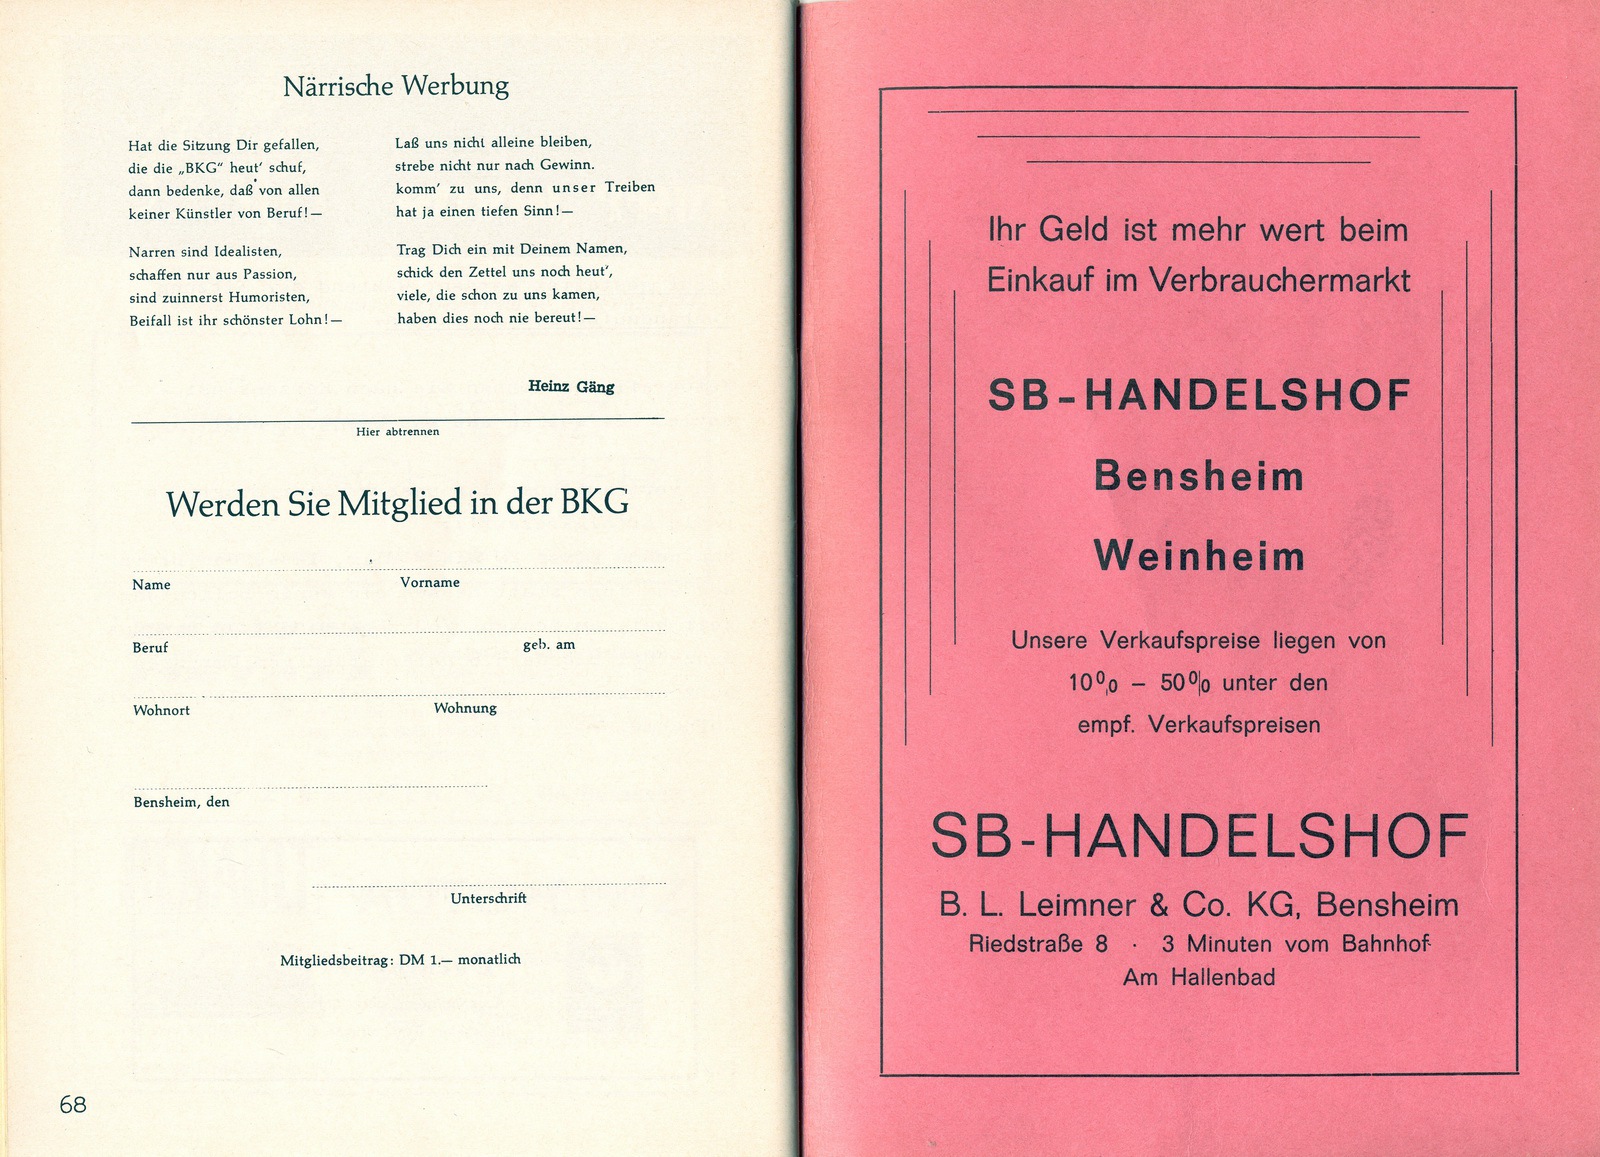 Närrische Werbung
Hat die Sitzung Dir gefallen,
die die „BKG“ heut’ schuf,
dann bedenke, daß von allen
keiner Künstler von Beruf!—
Narren sind Idealisten,
schaffen nur aus Passion,
sind zuinnerst Humoristen,
Beifall ist ihr schönster Lohn!—
Laß uns nicht alleine bleiben,
strebe nicht nur nach Gewinn.
komm’ zu uns, denn unser Treiben
hat ja einen tiefen Sinn!—
Trag Dich ein mit Deinem Namen,
schick den Zettel uns noch heut’,
viele, die schon zu uns kamen,
haben dies noch nie bereut!—
Heinz Gäng
Hier abtrennen
Werden Sie Mitglied in der BKG
Name Vorname
Beruf geb. am
Wohnort Wohnung
Bensheim, den
Unterschrift
Mitgliedsbeitrag: DM 1.— monatlich
68
Ihr Geld ist mehr wert beim
Einkauf im Verbrauchermarkt
SB-HANDELSHOF
Bensheim
Weinheim
Unsere Verkaufspreise liegen von
10% – 50% unter den
empf. Verkaufspreisen
SB-HANDELSHOF
B. L. Leimner & Co. KG, Bensheim
Riedstraße 8 · 3 Minuten vom Bahnhof
Am Hallenbad